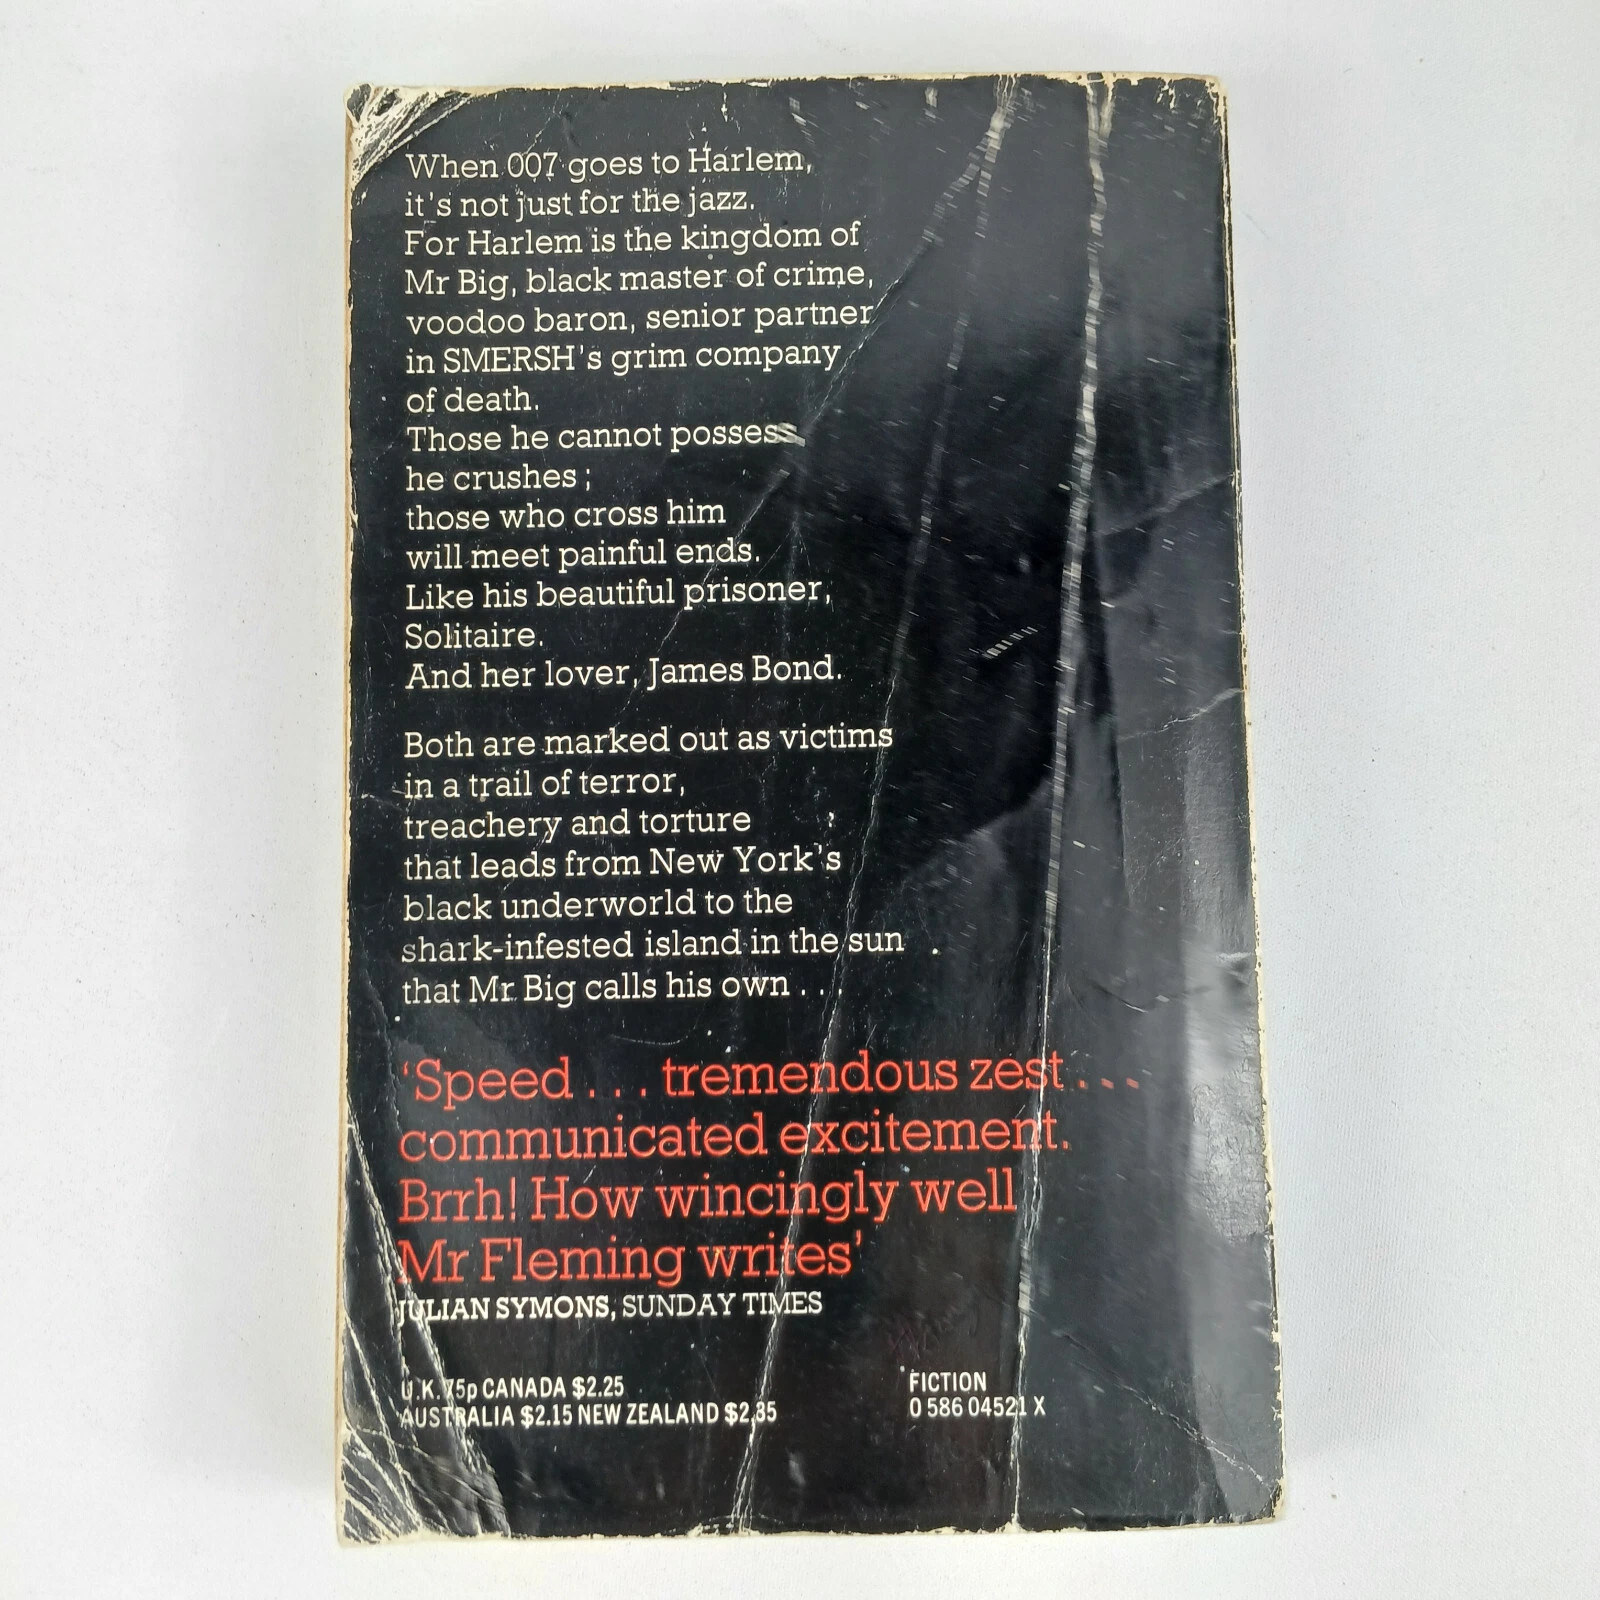 When 007 goes to Harlem,
it's not just for the jazz.
For Harlem is the kingdom of
Mr Big, black master of crime,
voodoo baron, senior partner
in SMERSH's grim company
of death.
Those he cannot possess
he crushes ;
those who cross him
will meet painful ends.
Like his beautiful prisoner,
Solitaire.
And her lover, James Bond.
Both are marked out as victims
in a trail of terror,
treachery and torture
that leads from New York's
black underworld to the
shark-infested island in the sun
that Mr Big calls his own . . .
'Speed . . . tremendous zest . . .
communicated excitement.
Brrh! How wincingly well
Mr Fleming writes'
JULIAN SYMONS, SUNDAY TIMES
U.K. 75p CANADA $2.25
AUSTRALIA $2.15 NEW ZEALAND $2.35
FICTION
0 586 04521 X